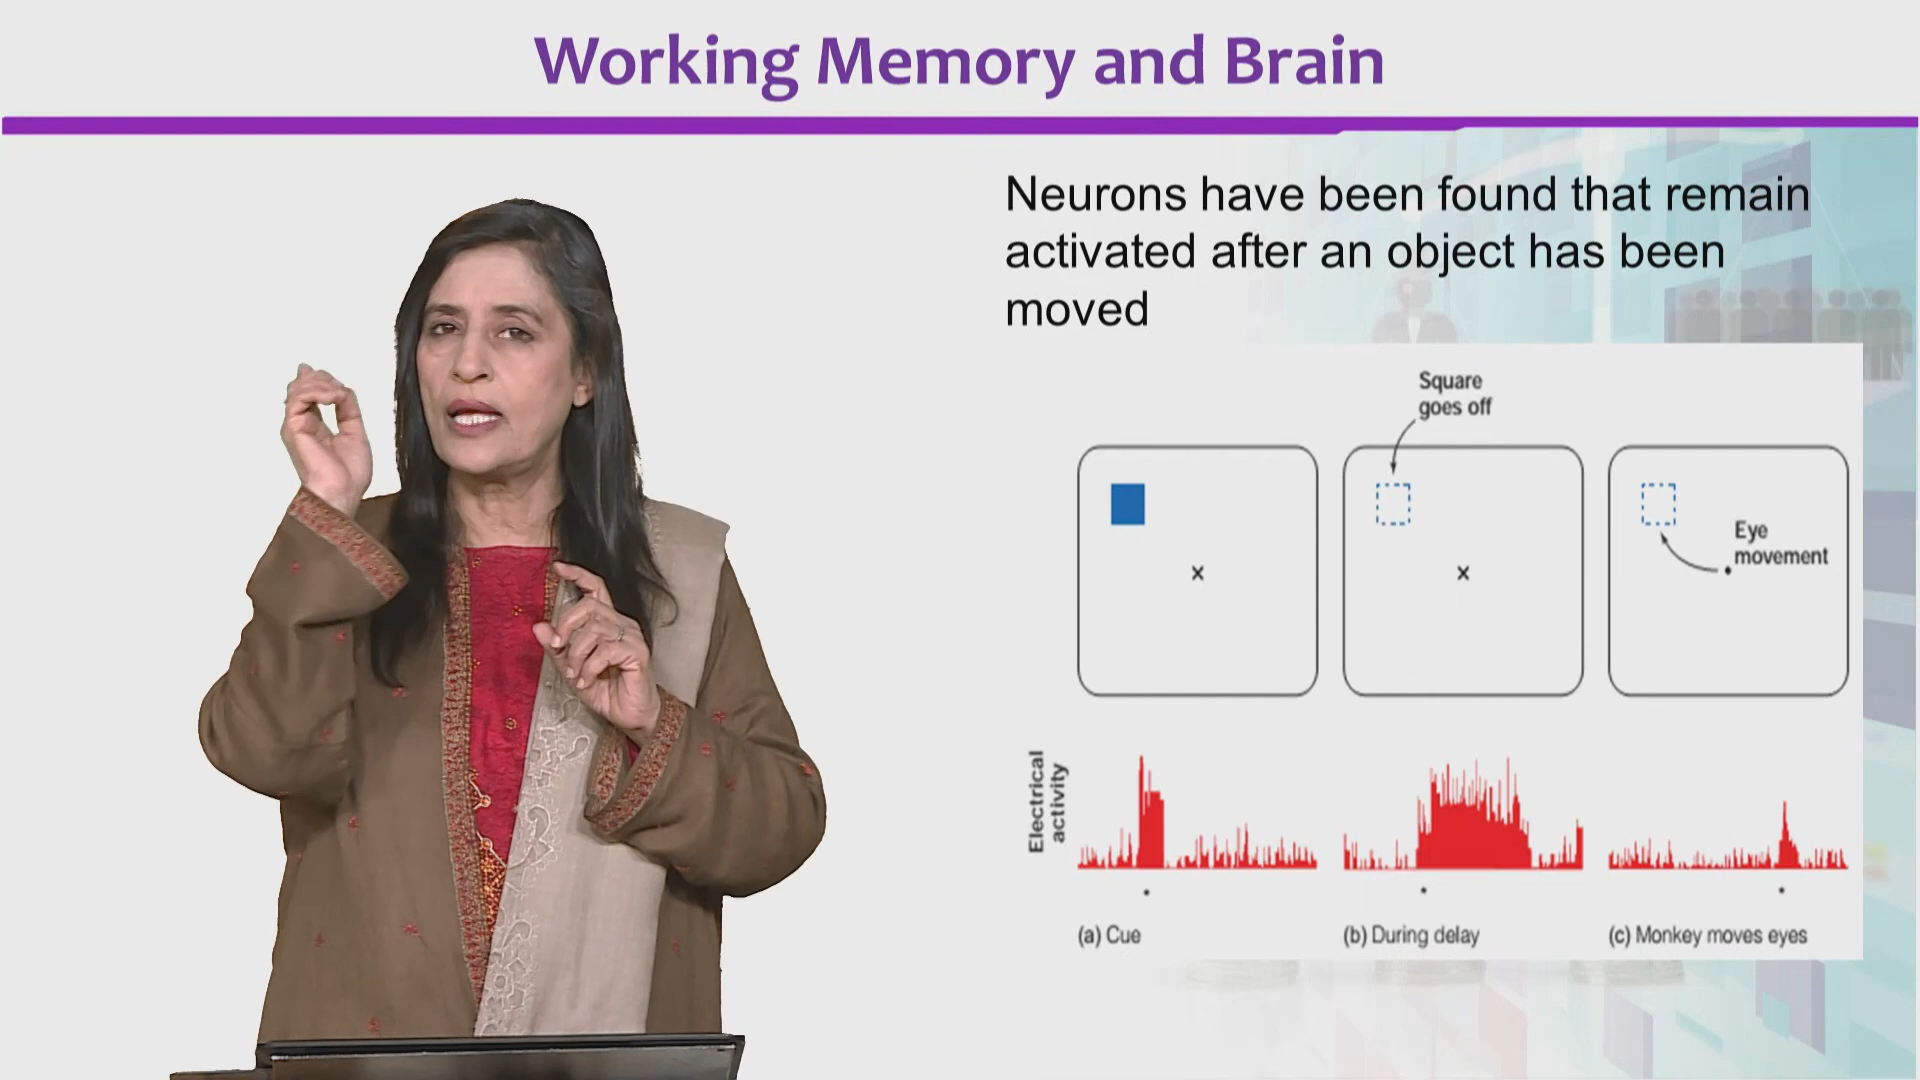 Working Memory and Brain
Neurons have been found that remain
activated after an object has been
moved
Square
goes off
Eye
movement
Electrical
activity
(a) Cue
(b) During delay
(c) Monkey moves eyes